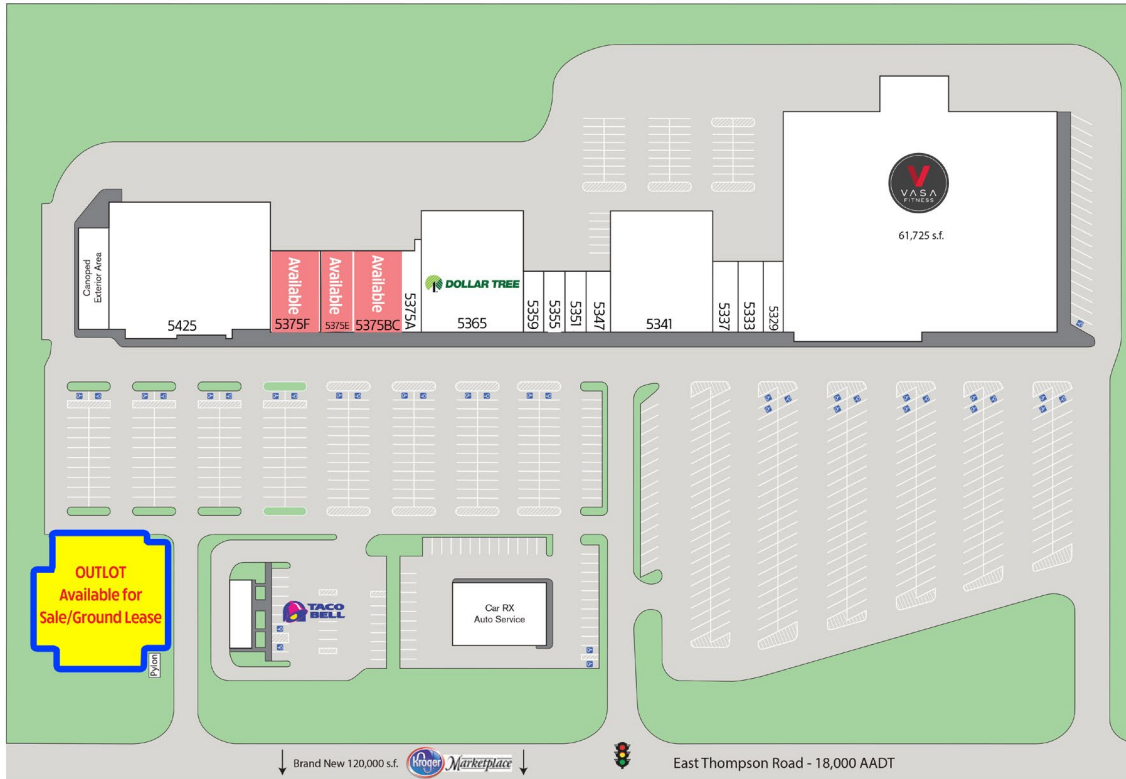 VASA
FITNESS
61,725 s.f.
Canoped
Exterior Area
5425
Available
5375F
Available
5375E
Available
5375BC
5375A
DOLLAR TREE
5365
5359
5355
5351
5347
5341
5337
5333
5329
OUTLOT
Available for
Sale/Ground Lease
Pylon
TACO
BELL
Car RX
Auto Service
Brand New 120,000 s.f. Kroger Marketplace
East Thompson Road - 18,000 AADT